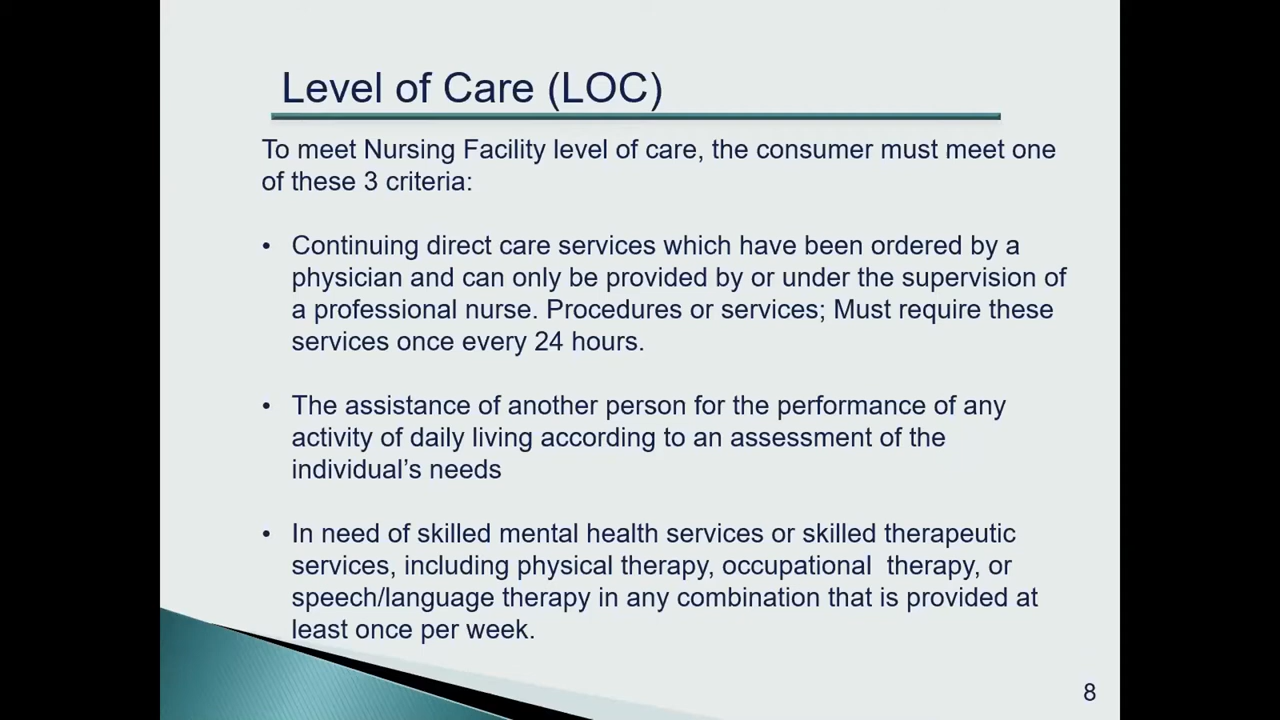 Level of Care (LOC)
To meet Nursing Facility level of care, the consumer must meet one
of these 3 criteria:
• Continuing direct care services which have been ordered by a
physician and can only be provided by or under the supervision of
a professional nurse. Procedures or services; Must require these
services once every 24 hours.
• The assistance of another person for the performance of any
activity of daily living according to an assessment of the
individual’s needs
• In need of skilled mental health services or skilled therapeutic
services, including physical therapy, occupational  therapy, or
speech/language therapy in any combination that is provided at
least once per week.
8